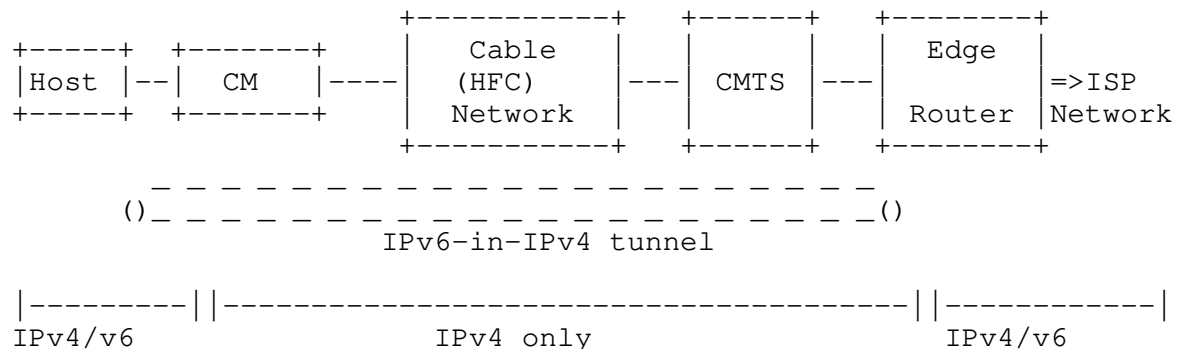 +-----------+   +------+   +--------+
+-----+  +-------+    |   Cable   |   |      |   |  Edge  |
|Host |--|  CM   |----|  (HFC)    |---| CMTS |---|        |=>ISP
+-----+  +-------+    |  Network  |   |      |   | Router |Network
                                 +-----------+   +------+   +--------+
        _ _ _ _ _ _ _ _ _ _ _ _ _ _ _ _ _ _ _ _ _
      ()_ _ _ _ _ _ _ _ _ _ _ _ _ _ _ _ _ _ _ _ _()
                     IPv6-in-IPv4 tunnel
|---------||---------------------------------------||------------|
IPv4/v6                 IPv4 only                    IPv4/v6